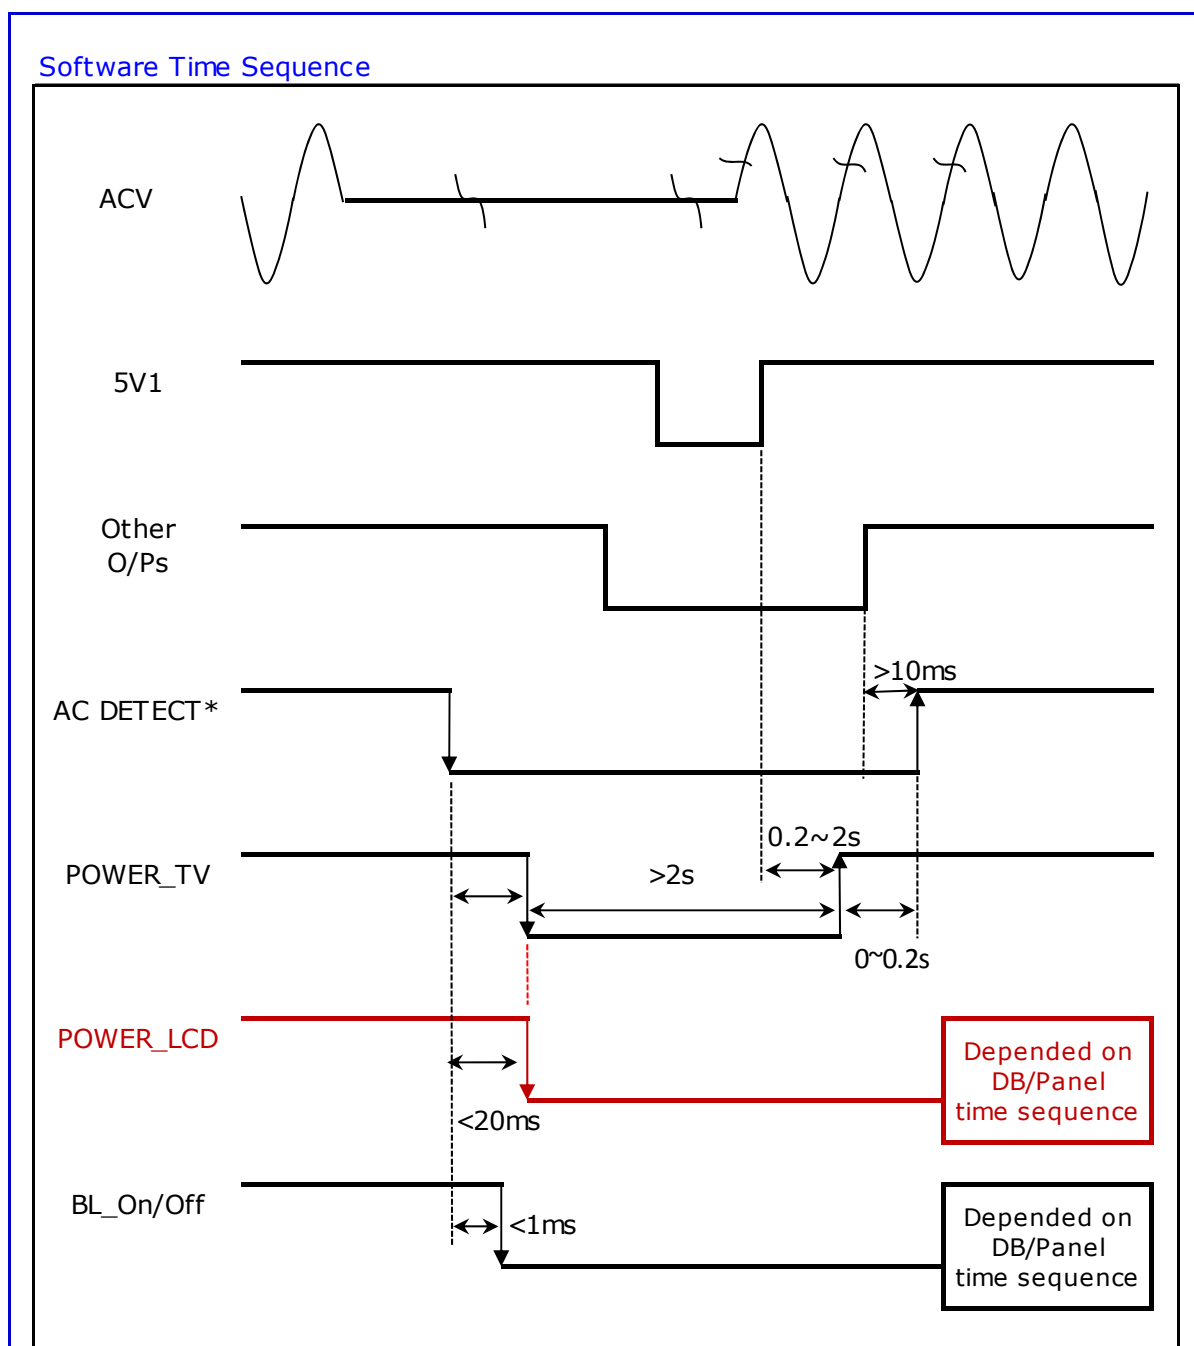 Software Time Sequence
ACV
5V1
Other
O/Ps
>10ms
AC DETECT*
0.2~2s
POWER_TV
>2s
0~0.2s
POWER_LCD
Depended on
DB/Panel
time sequence
<20ms
BL_On/Off
<1ms
Depended on
DB/Panel
time sequence